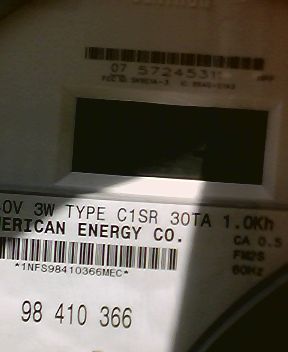 07 5724531
0V 3W TYPE C1SR 30TA 1.0Kh
MERICAN ENERGY CO.
CA 0.5
FM2S
60Hz
*1NFS98410366MEC*
98 410 366